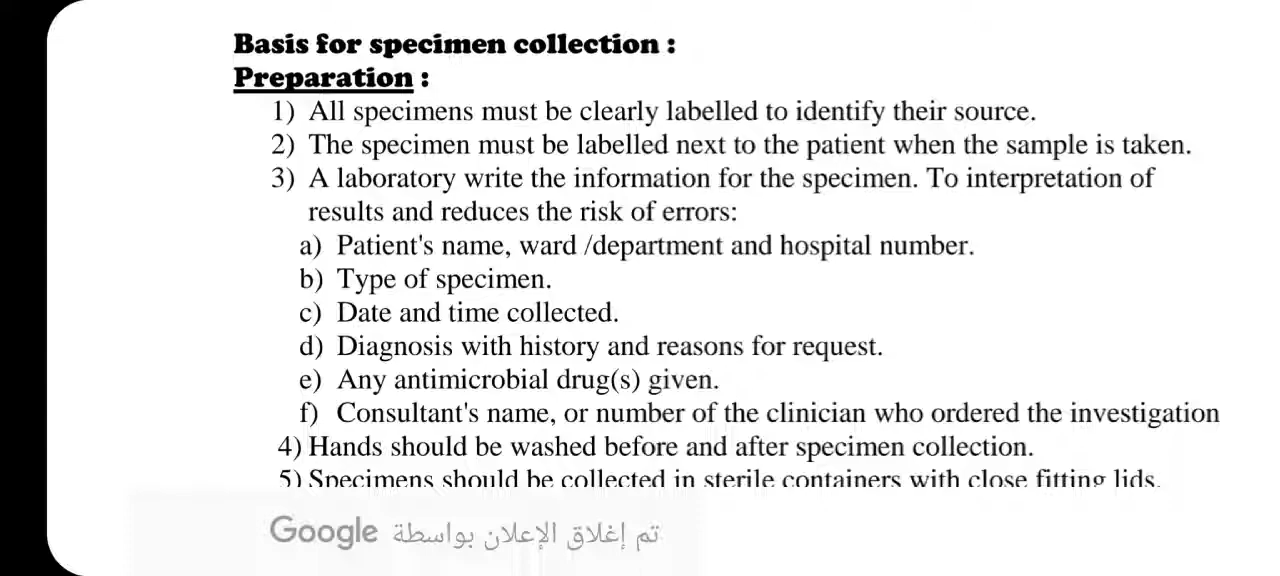 Basis for specimen collection :
Preparation :
1) All specimens must be clearly labelled to identify their source.
2) The specimen must be labelled next to the patient when the sample is taken.
3) A laboratory write the information for the specimen. To interpretation of
results and reduces the risk of errors:
a) Patient's name, ward /department and hospital number.
b) Type of specimen.
c) Date and time collected.
d) Diagnosis with history and reasons for request.
e) Any antimicrobial drug(s) given.
f) Consultant's name, or number of the clinician who ordered the investigation
4) Hands should be washed before and after specimen collection.
5) Specimens should be collected in sterile containers with close fitting lids.
تم إغلاق الإعلان بواسطة Google